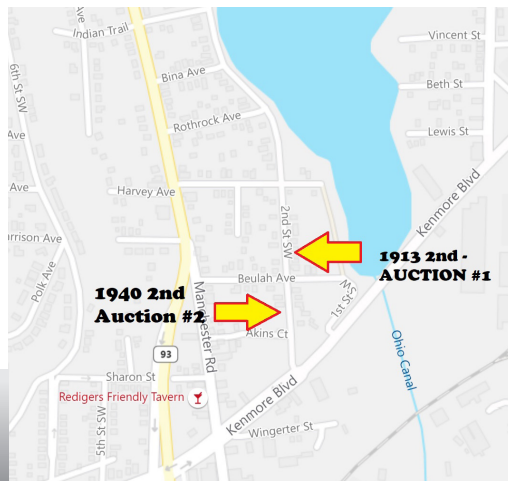 Ave
Indian Trail
Vincent St
6th St SW
Bina Ave
Beth St
Rothrock Ave
Lewis St
Ave
Ave
Harvey Ave
Kenmore Blvd
2nd St SW
arrison Ave
Polk Ave
1913 2nd -
AUCTION #1
Beulah Ave
1st St SW
1940 2nd
Auction #2
Manchester Rd
Akins Ct
Ohio Canal
93
Sharon St
Redigers Friendly Tavern
5th St SW
Kenmore Blvd
Wingerter St